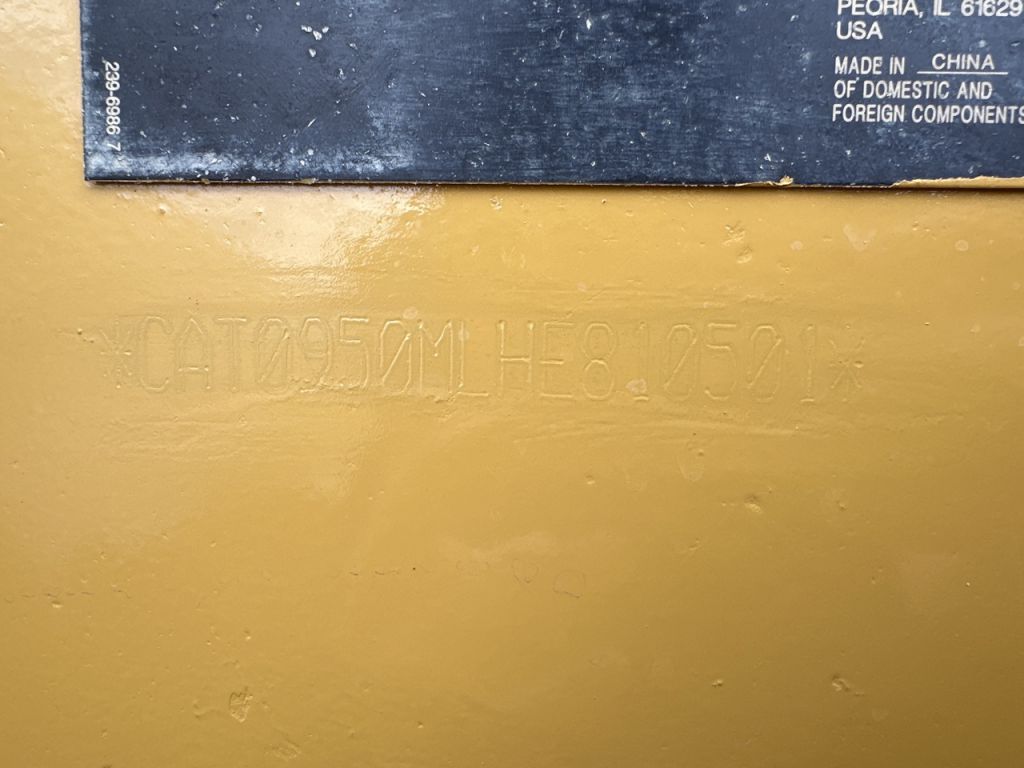 PEORIA, IL 61629
USA
MADE IN CHINA
OF DOMESTIC AND
FOREIGN COMPONENTS
239-6986 7
*CAT0950MLHE810501*